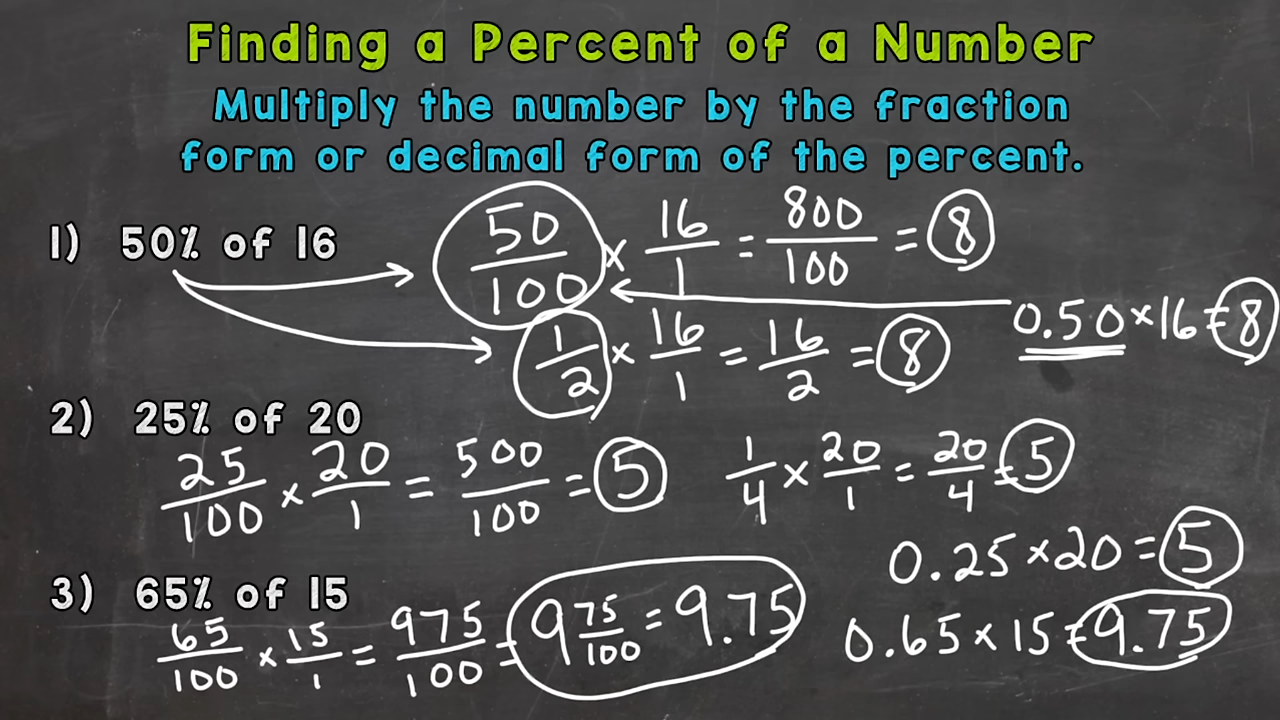 Finding a Percent of a Number
Multiply the number by the fraction
form or decimal form of the percent.
1) 50% of 16
50/100 × 16/1 = 800/100 = 8
0.50 × 16 = 8
1/2 × 16/1 = 16/2 = 8
2) 25% of 20
25/100 × 20/1 = 500/100 = 5
1/4 × 20/1 = 20/4 = 5
0.25 × 20 = 5
3) 65% of 15
65/100 × 15/1 = 975/100 = 9 75/100 = 9.75
0.65 × 15 = 9.75